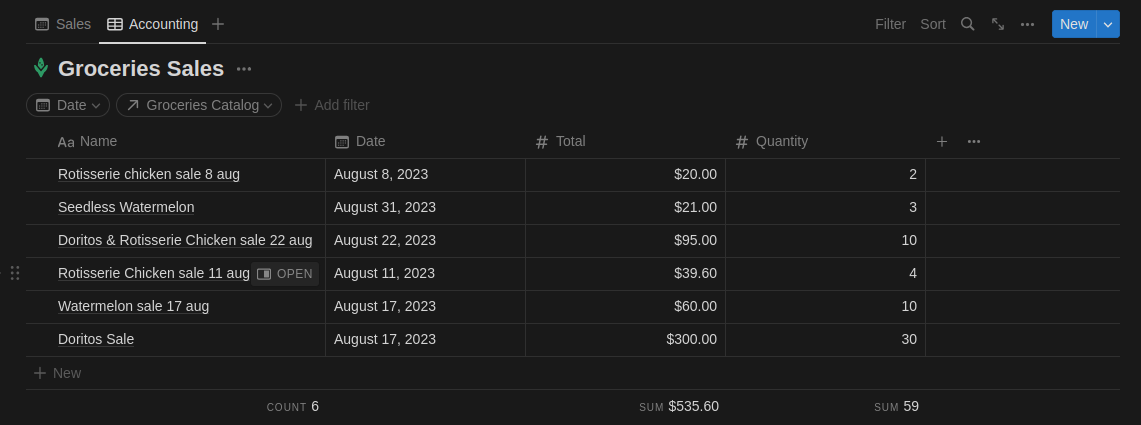 Sales Accounting Filter Sort New
Groceries Sales
Date Groceries Catalog Add filter
Aa Name Date # Total # Quantity
Rotisserie chicken sale 8 aug August 8, 2023 $20.00 2
Seedless Watermelon August 31, 2023 $21.00 3
Doritos & Rotisserie Chicken sale 22 aug August 22, 2023 $95.00 10
Rotisserie Chicken sale 11 aug OPEN August 11, 2023 $39.60 4
Watermelon sale 17 aug August 17, 2023 $60.00 10
Doritos Sale August 17, 2023 $300.00 30
New
COUNT 6 SUM $535.60 SUM 59